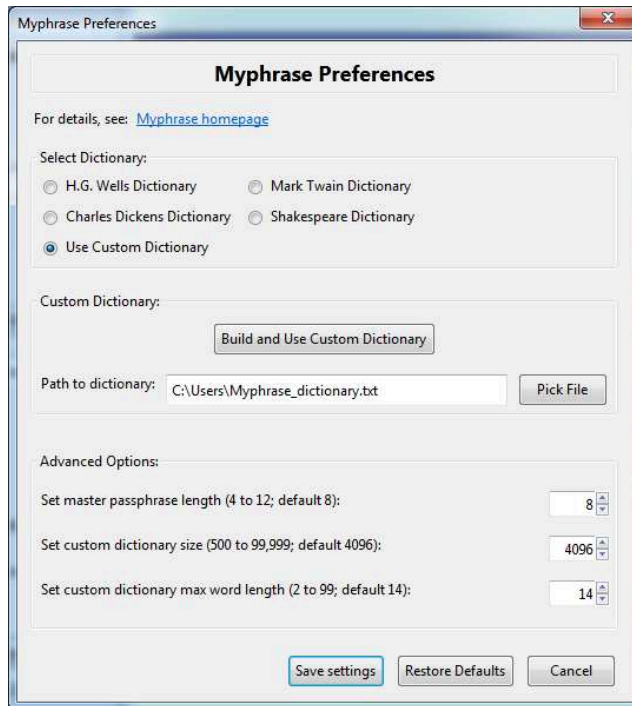 Myphrase Preferences
Myphrase Preferences
For details, see: Myphrase homepage
Select Dictionary:
H.G. Wells Dictionary Mark Twain Dictionary
Charles Dickens Dictionary Shakespeare Dictionary
Use Custom Dictionary
Custom Dictionary:
Build and Use Custom Dictionary
Path to dictionary: C:\Users\Myphrase_dictionary.txt Pick File
Advanced Options:
Set master passphrase length (4 to 12; default 8): 8
Set custom dictionary size (500 to 99,999; default 4096): 4096
Set custom dictionary max word length (2 to 99; default 14): 14
Save settings Restore Defaults Cancel